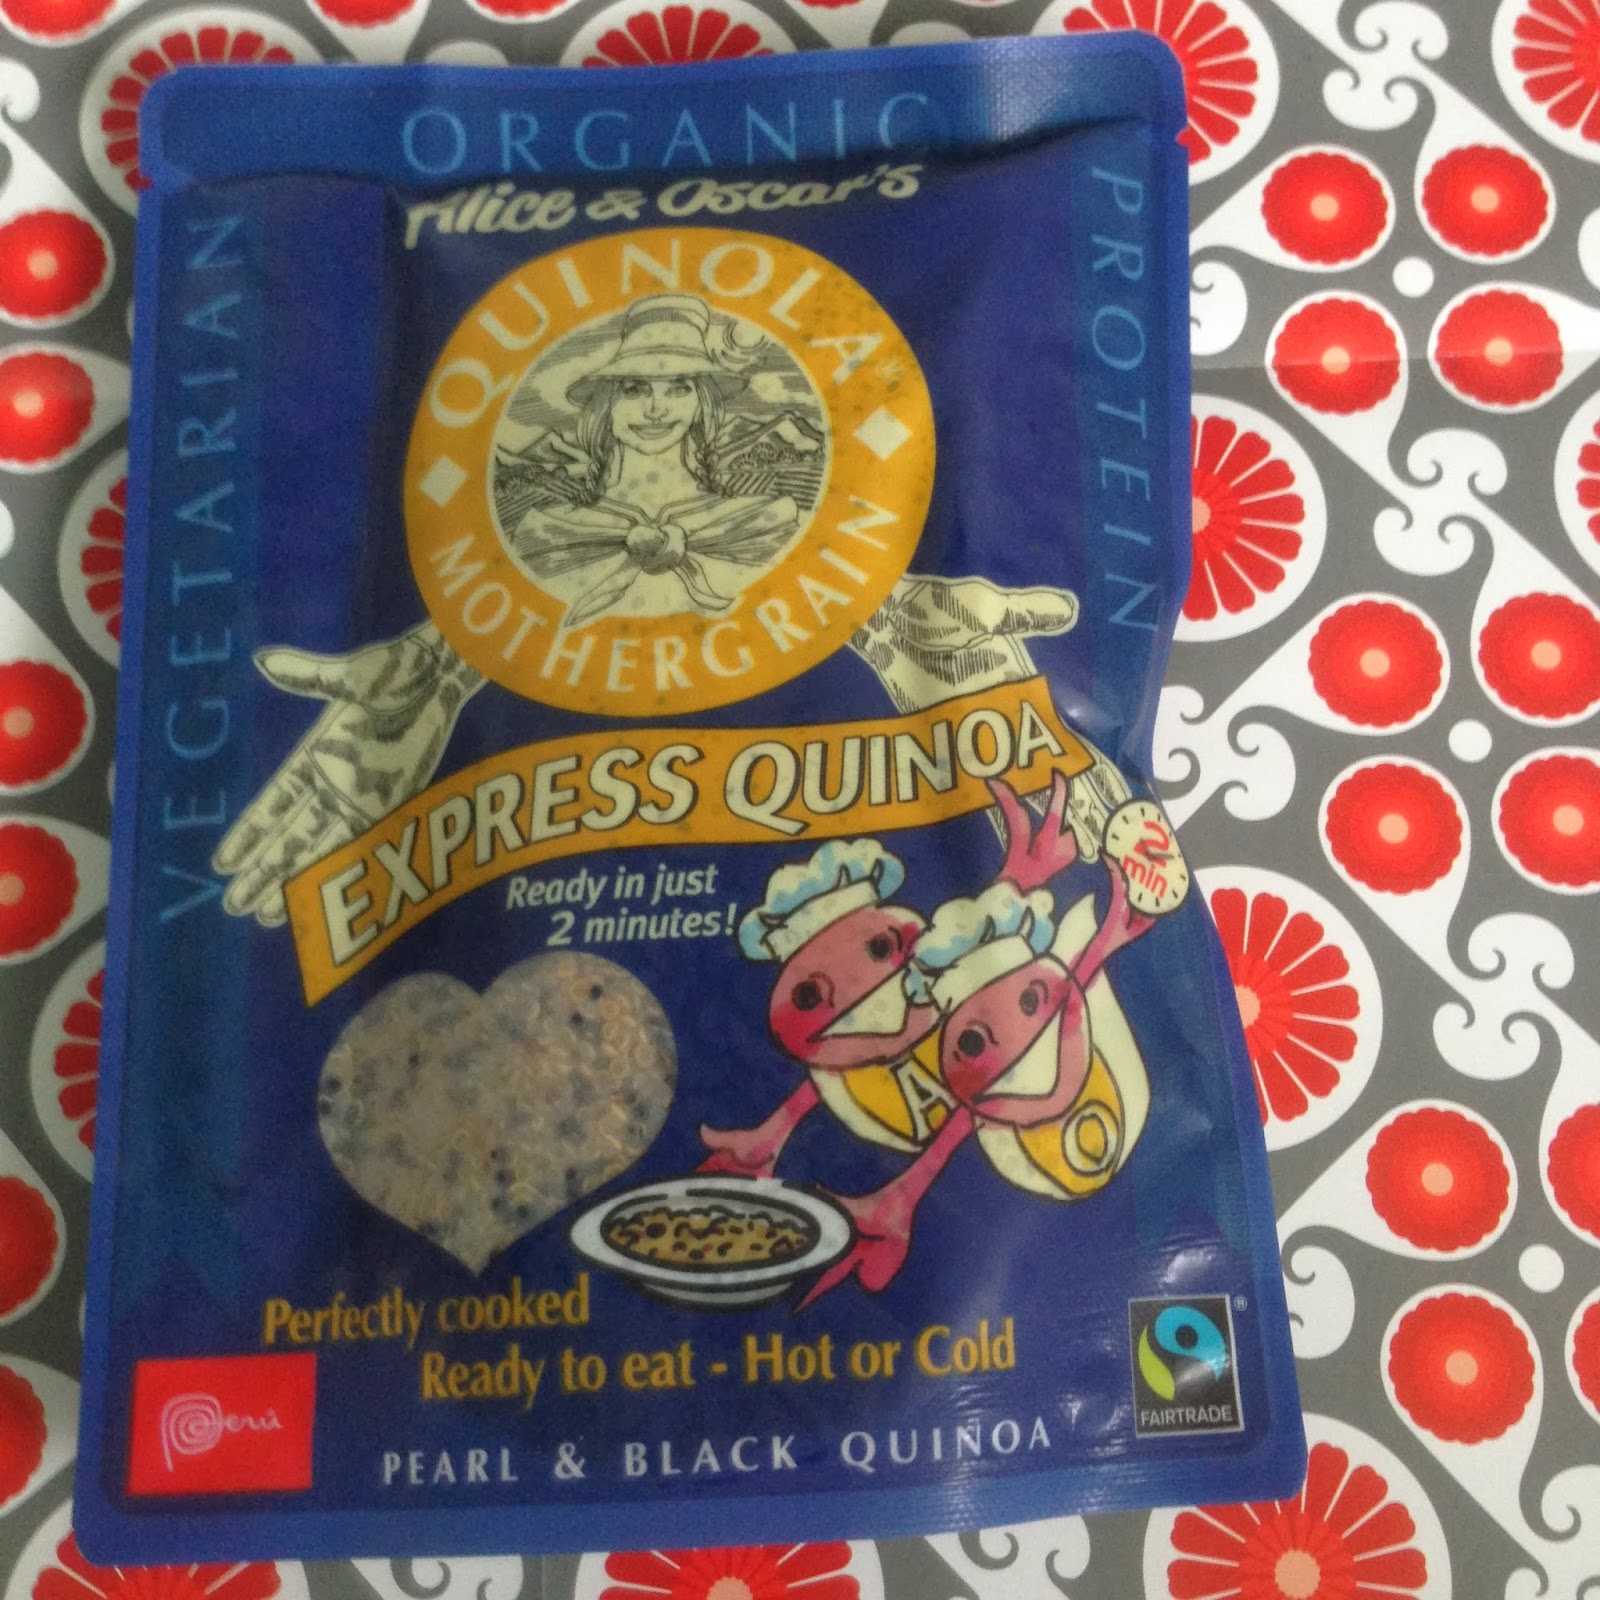 ORGANIC
Alice & Oscar's
VEGETARIAN
PROTEIN
QUINOLA
MOTHERGRAIN
EXPRESS QUINOA
Ready in just
2 minutes!
2
min
A
O
Perfectly cooked
Ready to eat - Hot or Cold
Perú
PEARL & BLACK QUINOA
®
FAIRTRADE